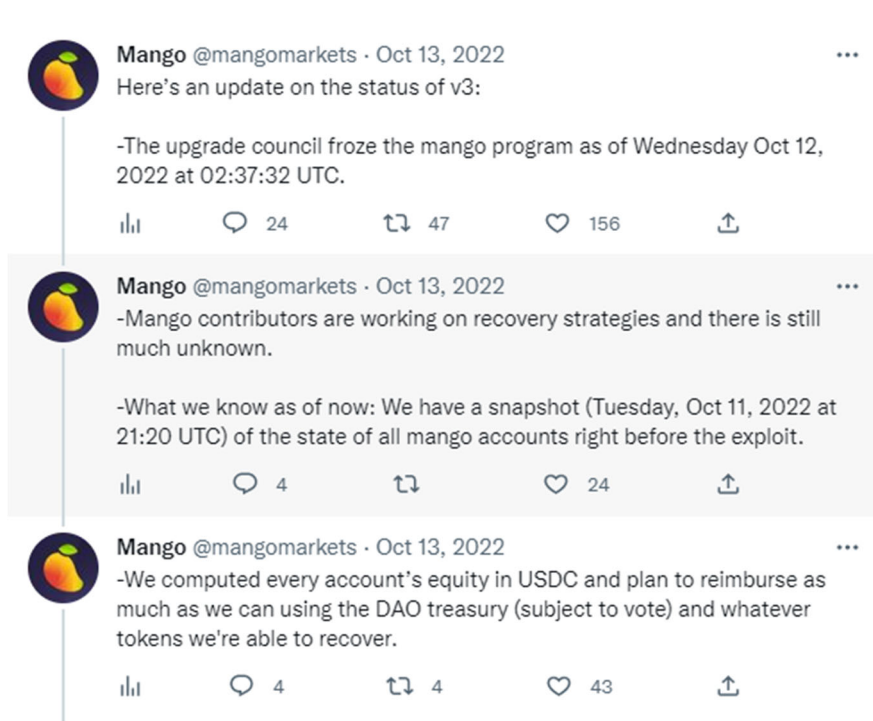 Mango @mangomarkets · Oct 13, 2022
Here's an update on the status of v3:
-The upgrade council froze the mango program as of Wednesday Oct 12,
2022 at 02:37:32 UTC.
24 47 156
Mango @mangomarkets · Oct 13, 2022
-Mango contributors are working on recovery strategies and there is still
much unknown.
-What we know as of now: We have a snapshot (Tuesday, Oct 11, 2022 at
21:20 UTC) of the state of all mango accounts right before the exploit.
4 24
Mango @mangomarkets · Oct 13, 2022
-We computed every account's equity in USDC and plan to reimburse as
much as we can using the DAO treasury (subject to vote) and whatever
tokens we're able to recover.
4 4 43